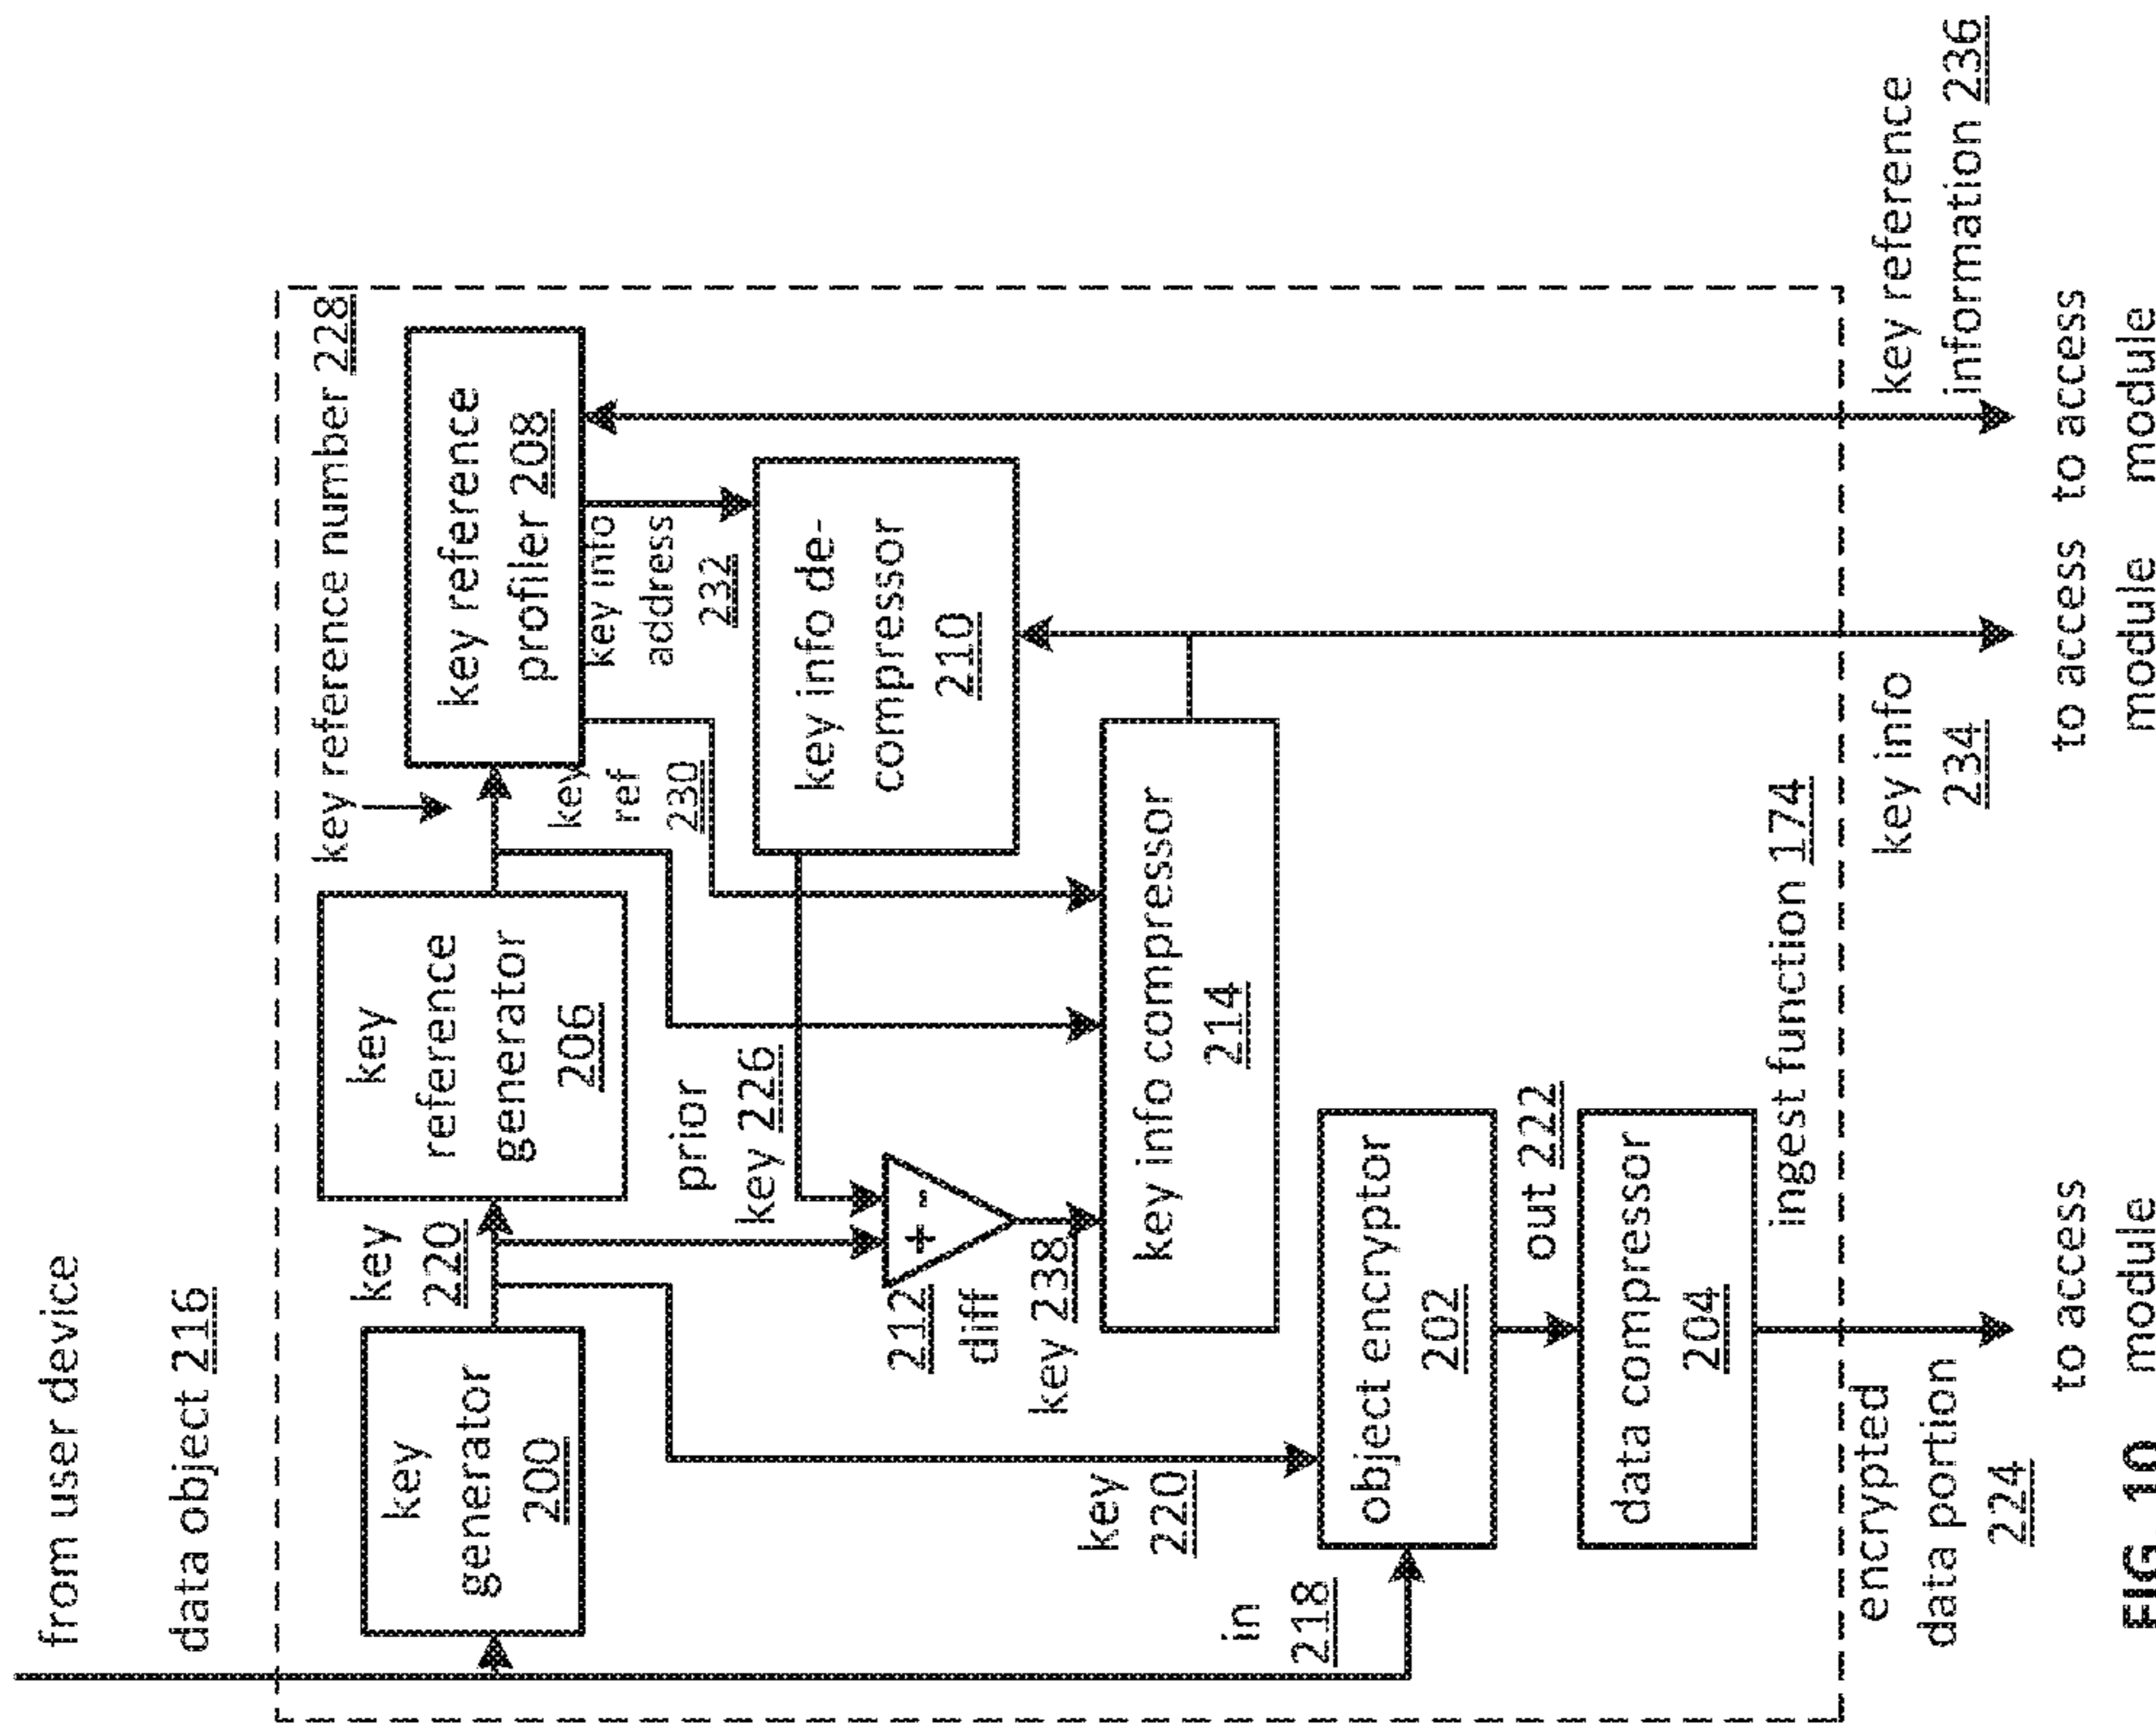 from user device
data object 216
key reference number 228
key
generator
200
key
220
key
reference
generator
206
key reference
profiler 208
key
ref
230
key info
address
232
prior
key 226
key info de-
compressor
210
+ -
212
diff
key 238
key info compressor
214
key
220
in
218
object encryptor
202
out 222
data compressor
204
ingest function 174
encrypted
data portion
224
key info
234
key reference
information 236
to access
module
to access
module
to access
module
FIG. 10